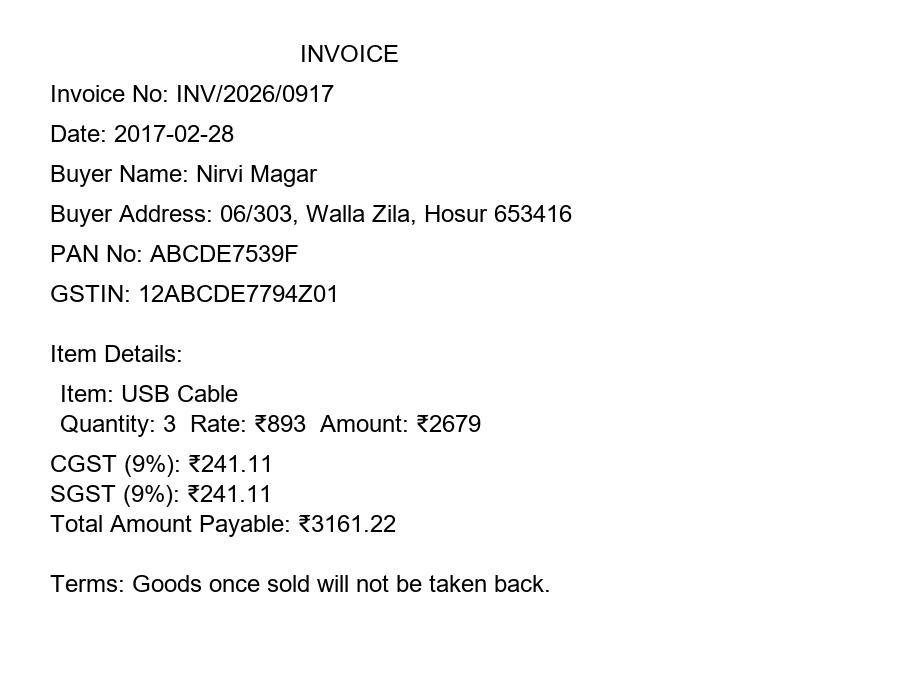 INVOICE
Invoice No: INV/2026/0917
Date: 2017-02-28
Buyer Name: Nirvi Magar
Buyer Address: 06/303, Walla Zila, Hosur 653416
PAN No: ABCDE7539F
GSTIN: 12ABCDE7794Z01
Item Details:
Item: USB Cable
Quantity: 3  Rate: ₹893  Amount: ₹2679
CGST (9%): ₹241.11
SGST (9%): ₹241.11
Total Amount Payable: ₹3161.22
Terms: Goods once sold will not be taken back.